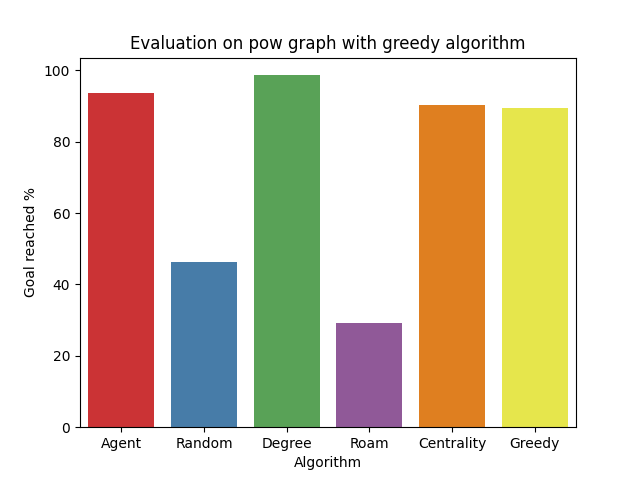 Evaluation on pow graph with greedy algorithm
Goal reached %
100
80
60
40
20
0
Agent Random Degree Roam Centrality Greedy
Algorithm